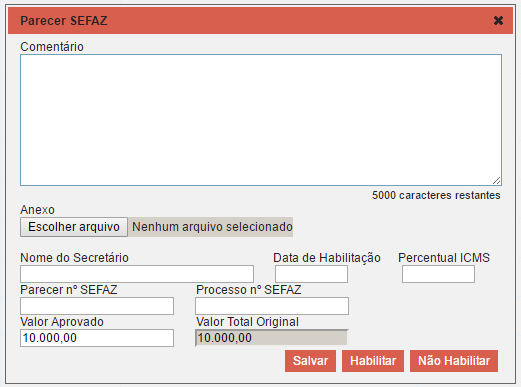 Parecer SEFAZ
Comentário
5000 caracteres restantes
Anexo
Escolher arquivo Nenhum arquivo selecionado
Nome do Secretário Data de Habilitação Percentual ICMS
Parecer nº SEFAZ Processo nº SEFAZ
Valor Aprovado Valor Total Original
10.000,00 10.000,00
Salvar Habilitar Não Habilitar